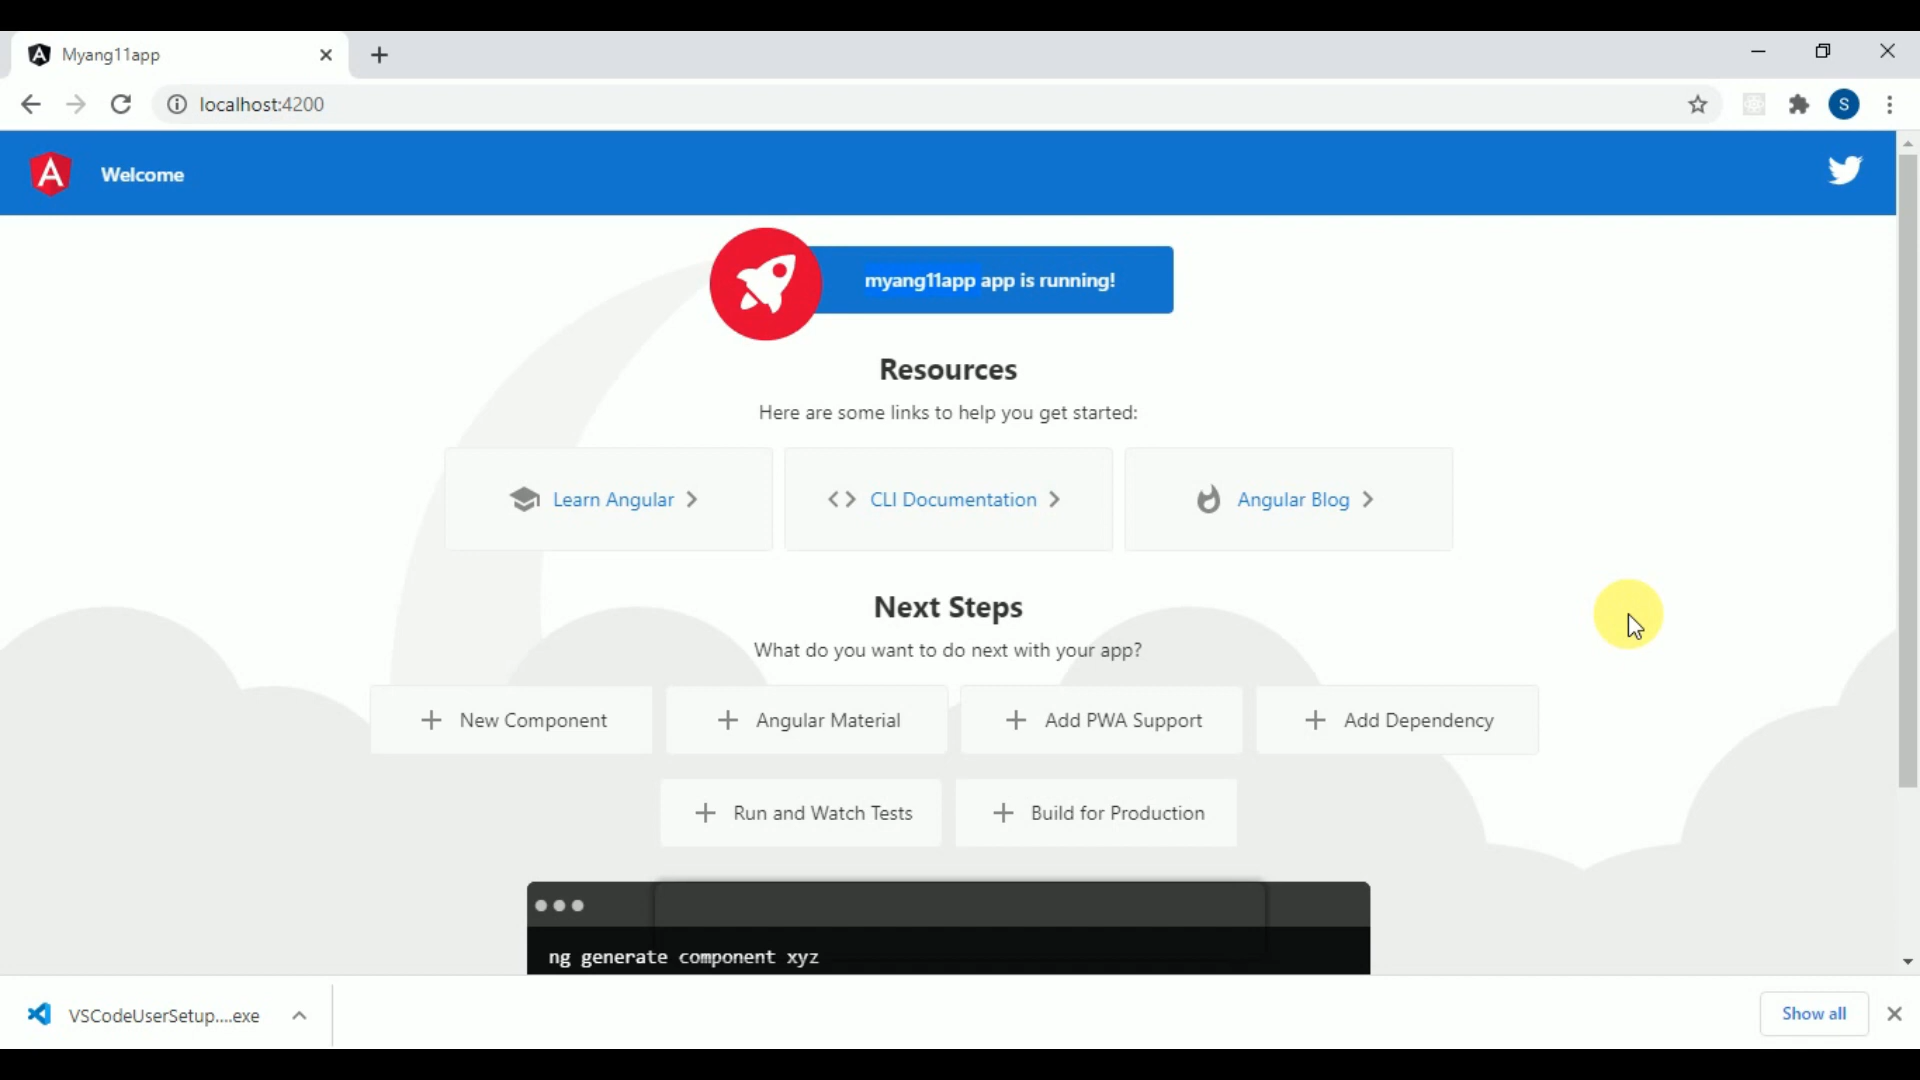 Myang11app
localhost:4200
S
Welcome
myang11app app is running!
Resources
Here are some links to help you get started:
Learn Angular
CLI Documentation
Angular Blog
Next Steps
What do you want to do next with your app?
New Component
Angular Material
Add PWA Support
Add Dependency
Run and Watch Tests
Build for Production
ng generate component xyz
VSCodeUserSetup....exe
Show all